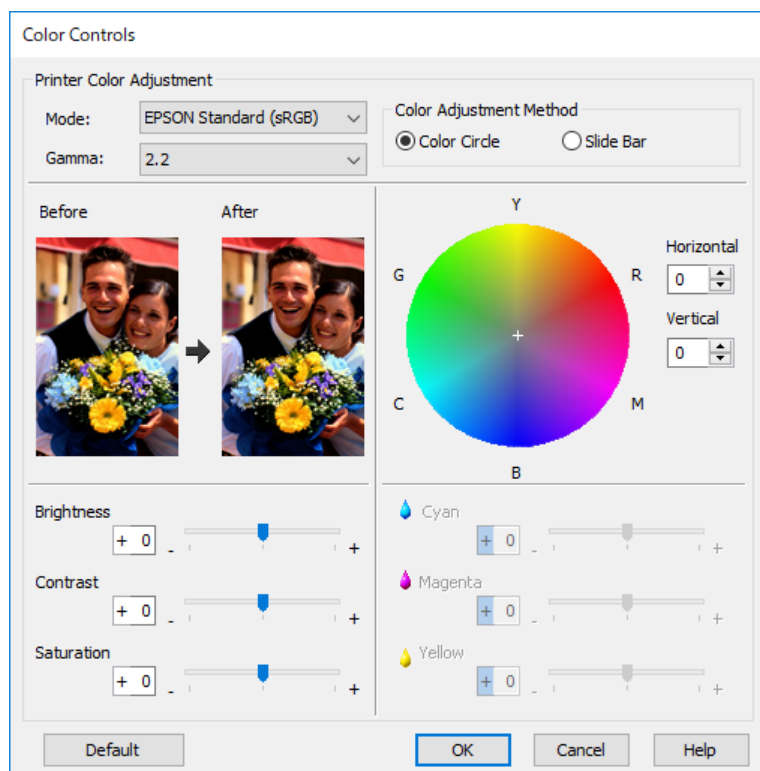 Color Controls
Printer Color Adjustment
Mode: EPSON Standard (sRGB)
Gamma: 2.2
Color Adjustment Method
Color Circle Slide Bar
Before After
Y
G R
C M
B
Horizontal
0
Vertical
0
Brightness
+ 0 - +
Contrast
+ 0 - +
Saturation
+ 0 - +
Cyan
+ 0 - +
Magenta
+ 0 - +
Yellow
+ 0 - +
Default OK Cancel Help